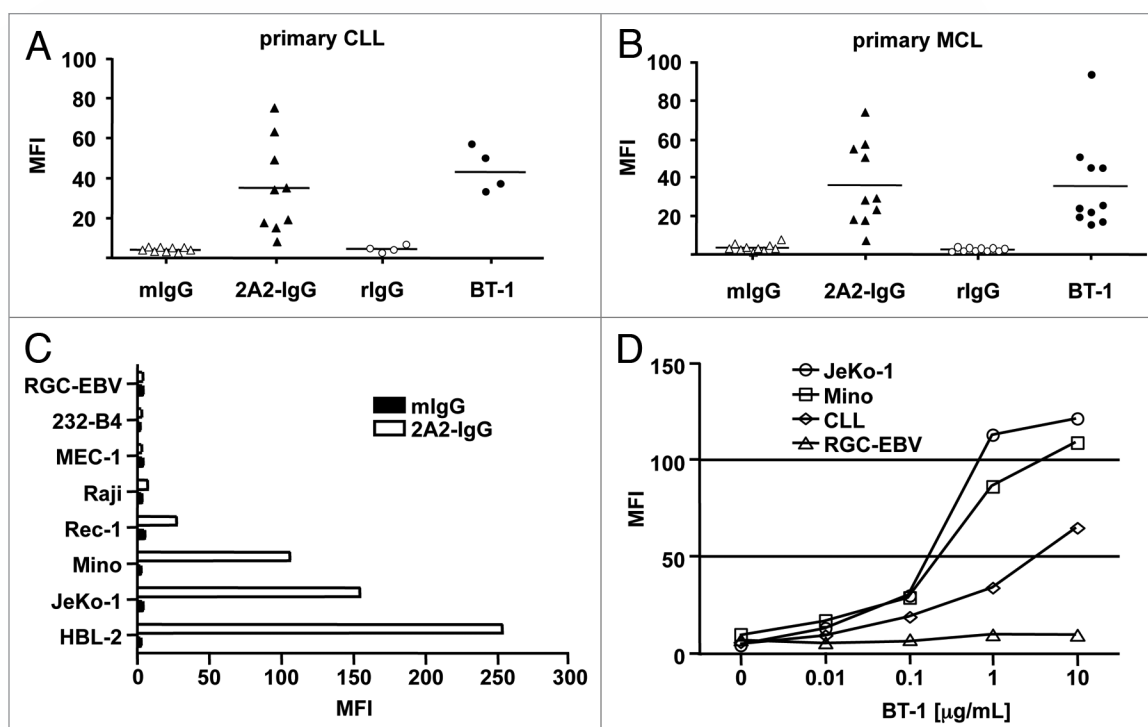 A
primary CLL
100
80
60
40
20
MFI
mIgG
2A2-IgG
rIgG
BT-1
B
primary MCL
100
80
60
40
20
MFI
mIgG
2A2-IgG
rIgG
BT-1
C
RGC-EBV
232-B4
MEC-1
Raji
Rec-1
Mino
JeKo-1
HBL-2
mIgG
2A2-IgG
0 50 100 150 200 250 300
MFI
D
150
100
50
0
MFI
JeKo-1
Mino
CLL
RGC-EBV
0 0.01 0.1 1 10
BT-1 [µg/mL]